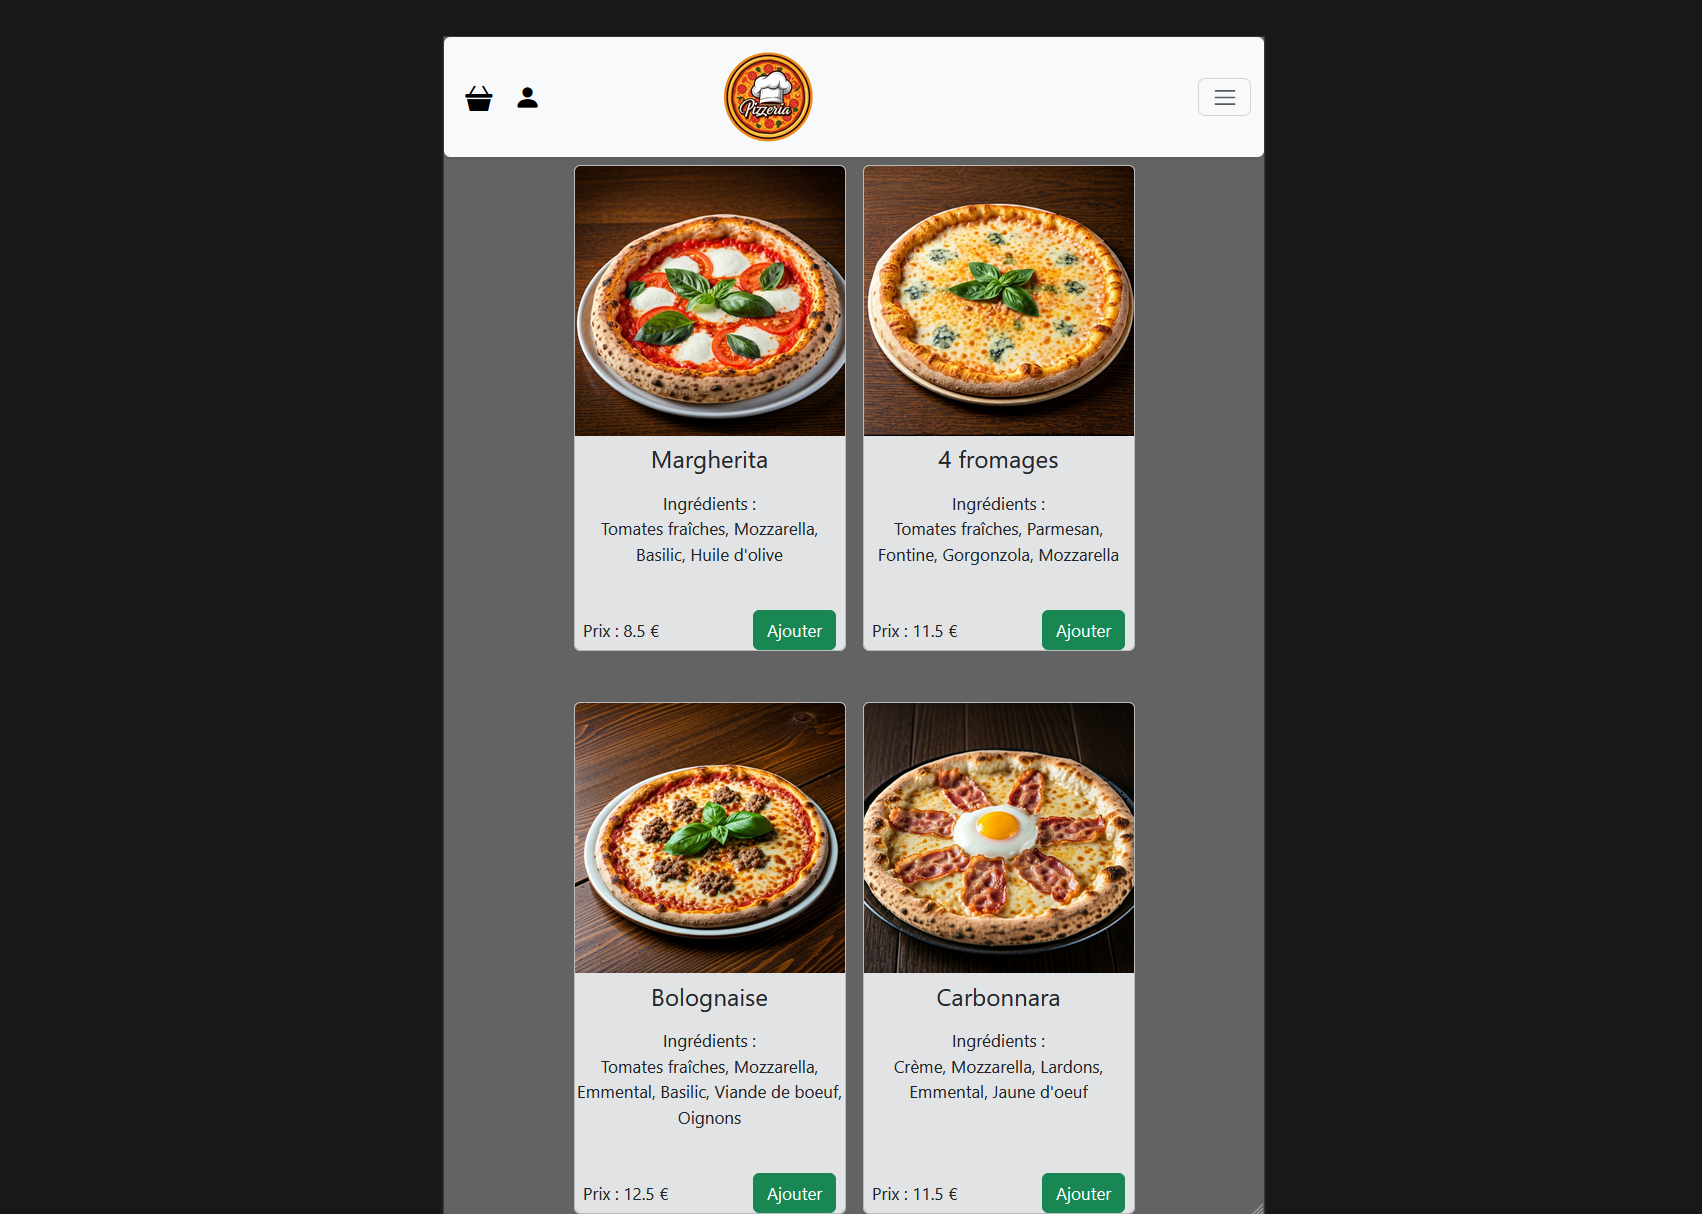 Pizzeria
Margherita
Ingrédients :
Tomates fraîches, Mozzarella,
Basilic, Huile d'olive
Prix : 8.5 €
Ajouter
4 fromages
Ingrédients :
Tomates fraîches, Parmesan,
Fontine, Gorgonzola, Mozzarella
Prix : 11.5 €
Ajouter
Bolognaise
Ingrédients :
Tomates fraîches, Mozzarella,
Emmental, Basilic, Viande de boeuf,
Oignons
Prix : 12.5 €
Ajouter
Carbonnara
Ingrédients :
Crème, Mozzarella, Lardons,
Emmental, Jaune d'oeuf
Prix : 11.5 €
Ajouter